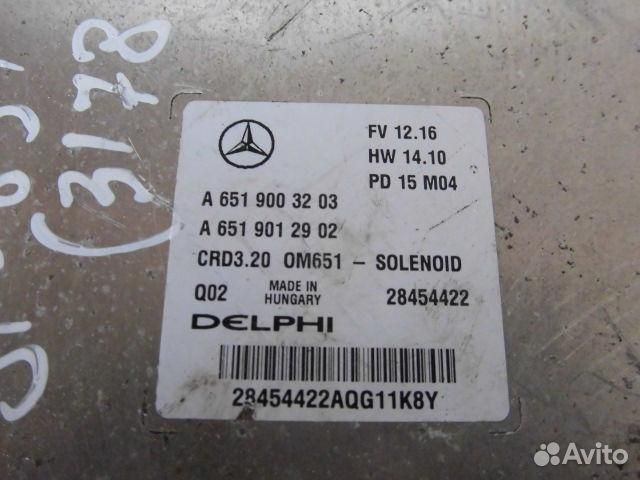 (3178
FV 12.16
HW 14.10
PD 15 M04
A 651 900 32 03
A 651 901 29 02
CRD3.20 OM651 - SOLENOID
Q02 MADE IN HUNGARY 28454422
DELPHI
28454422AQG11K8Y
Avito